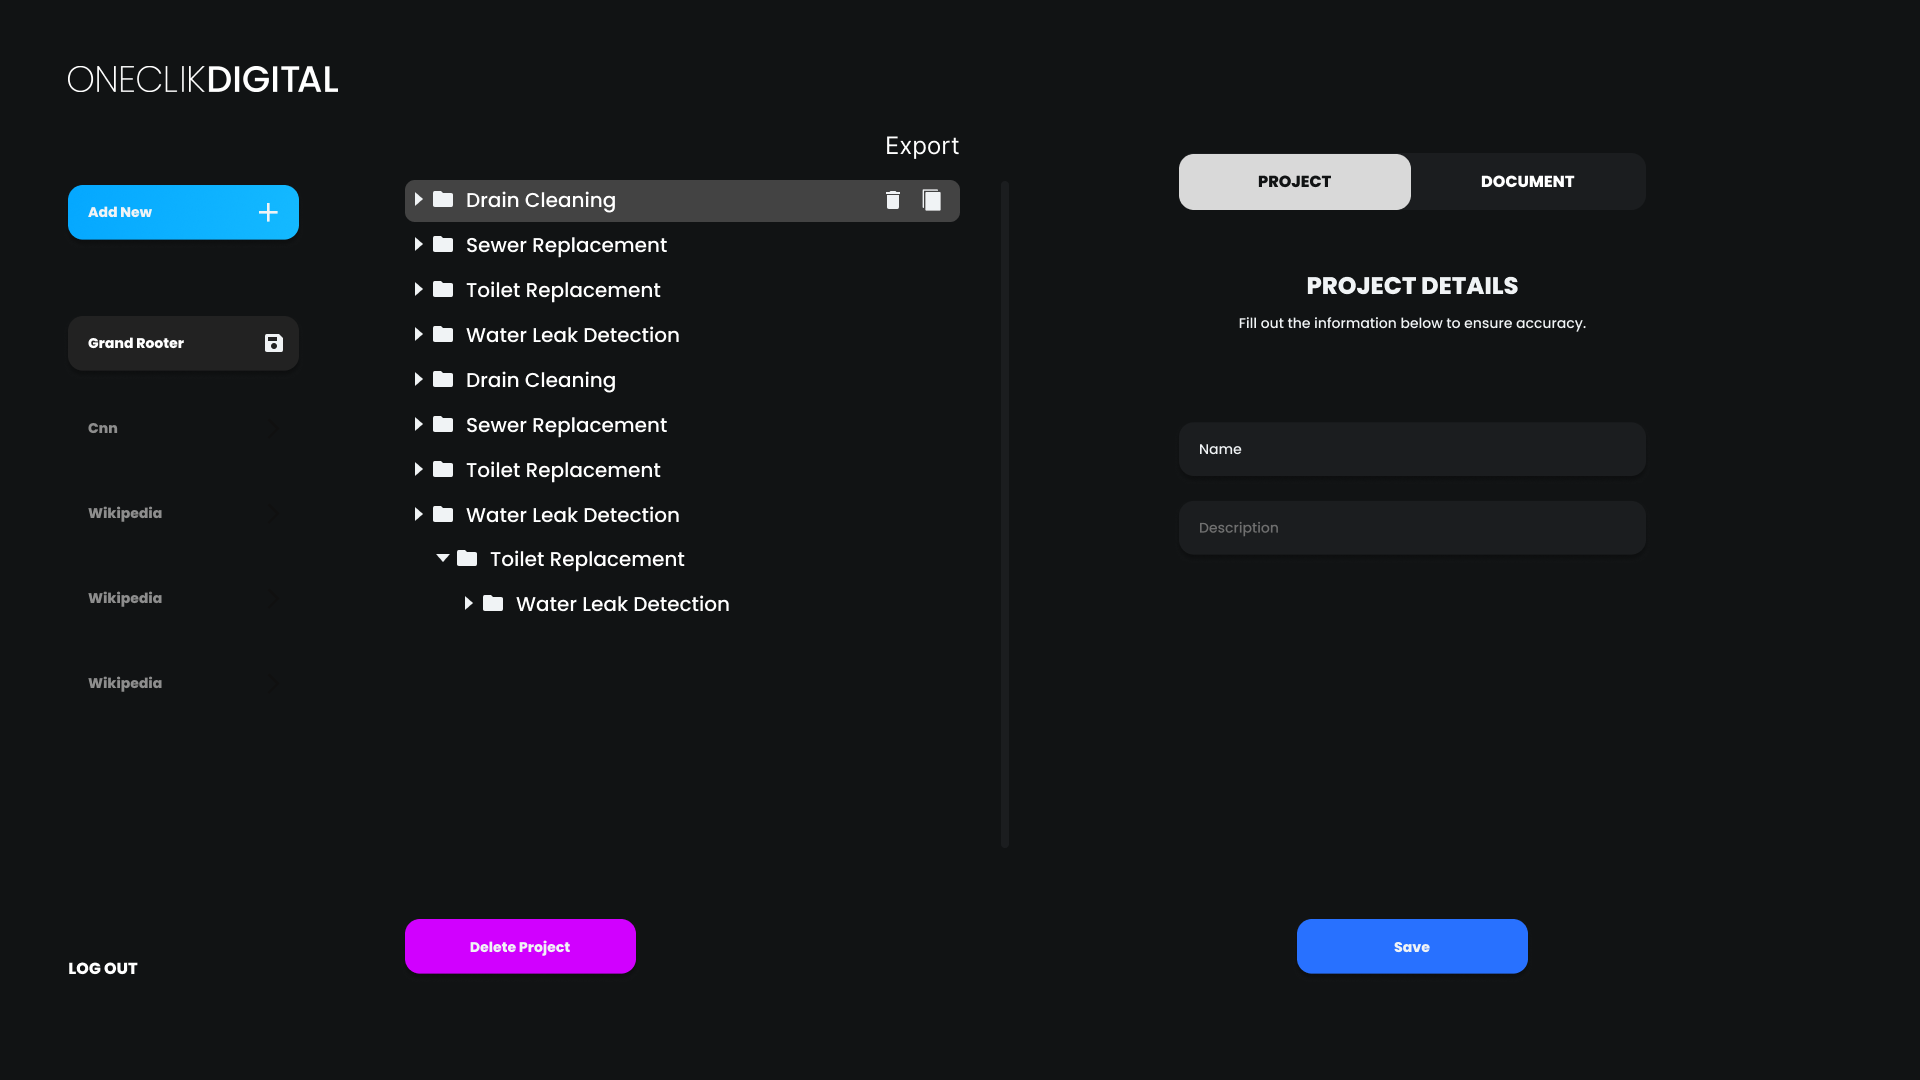 ONECLIKDIGITAL
Add New
Grand Rooter
Cnn
Wikipedia
Wikipedia
Wikipedia
LOG OUT
Export
Drain Cleaning
Sewer Replacement
Toilet Replacement
Water Leak Detection
Drain Cleaning
Sewer Replacement
Toilet Replacement
Water Leak Detection
Toilet Replacement
Water Leak Detection
Delete Project
PROJECT
DOCUMENT
PROJECT DETAILS
Fill out the information below to ensure accuracy.
Name
Description
Save